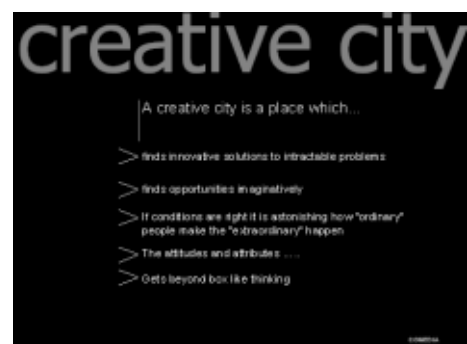 creative city
A creative city is a place which...
finds innovative solutions to intractable problems
finds opportunities imaginatively
If conditions are right it is astonishing how "ordinary"
people make the "extraordinary" happen
The attitudes and attributes .....
Gets beyond box like thinking